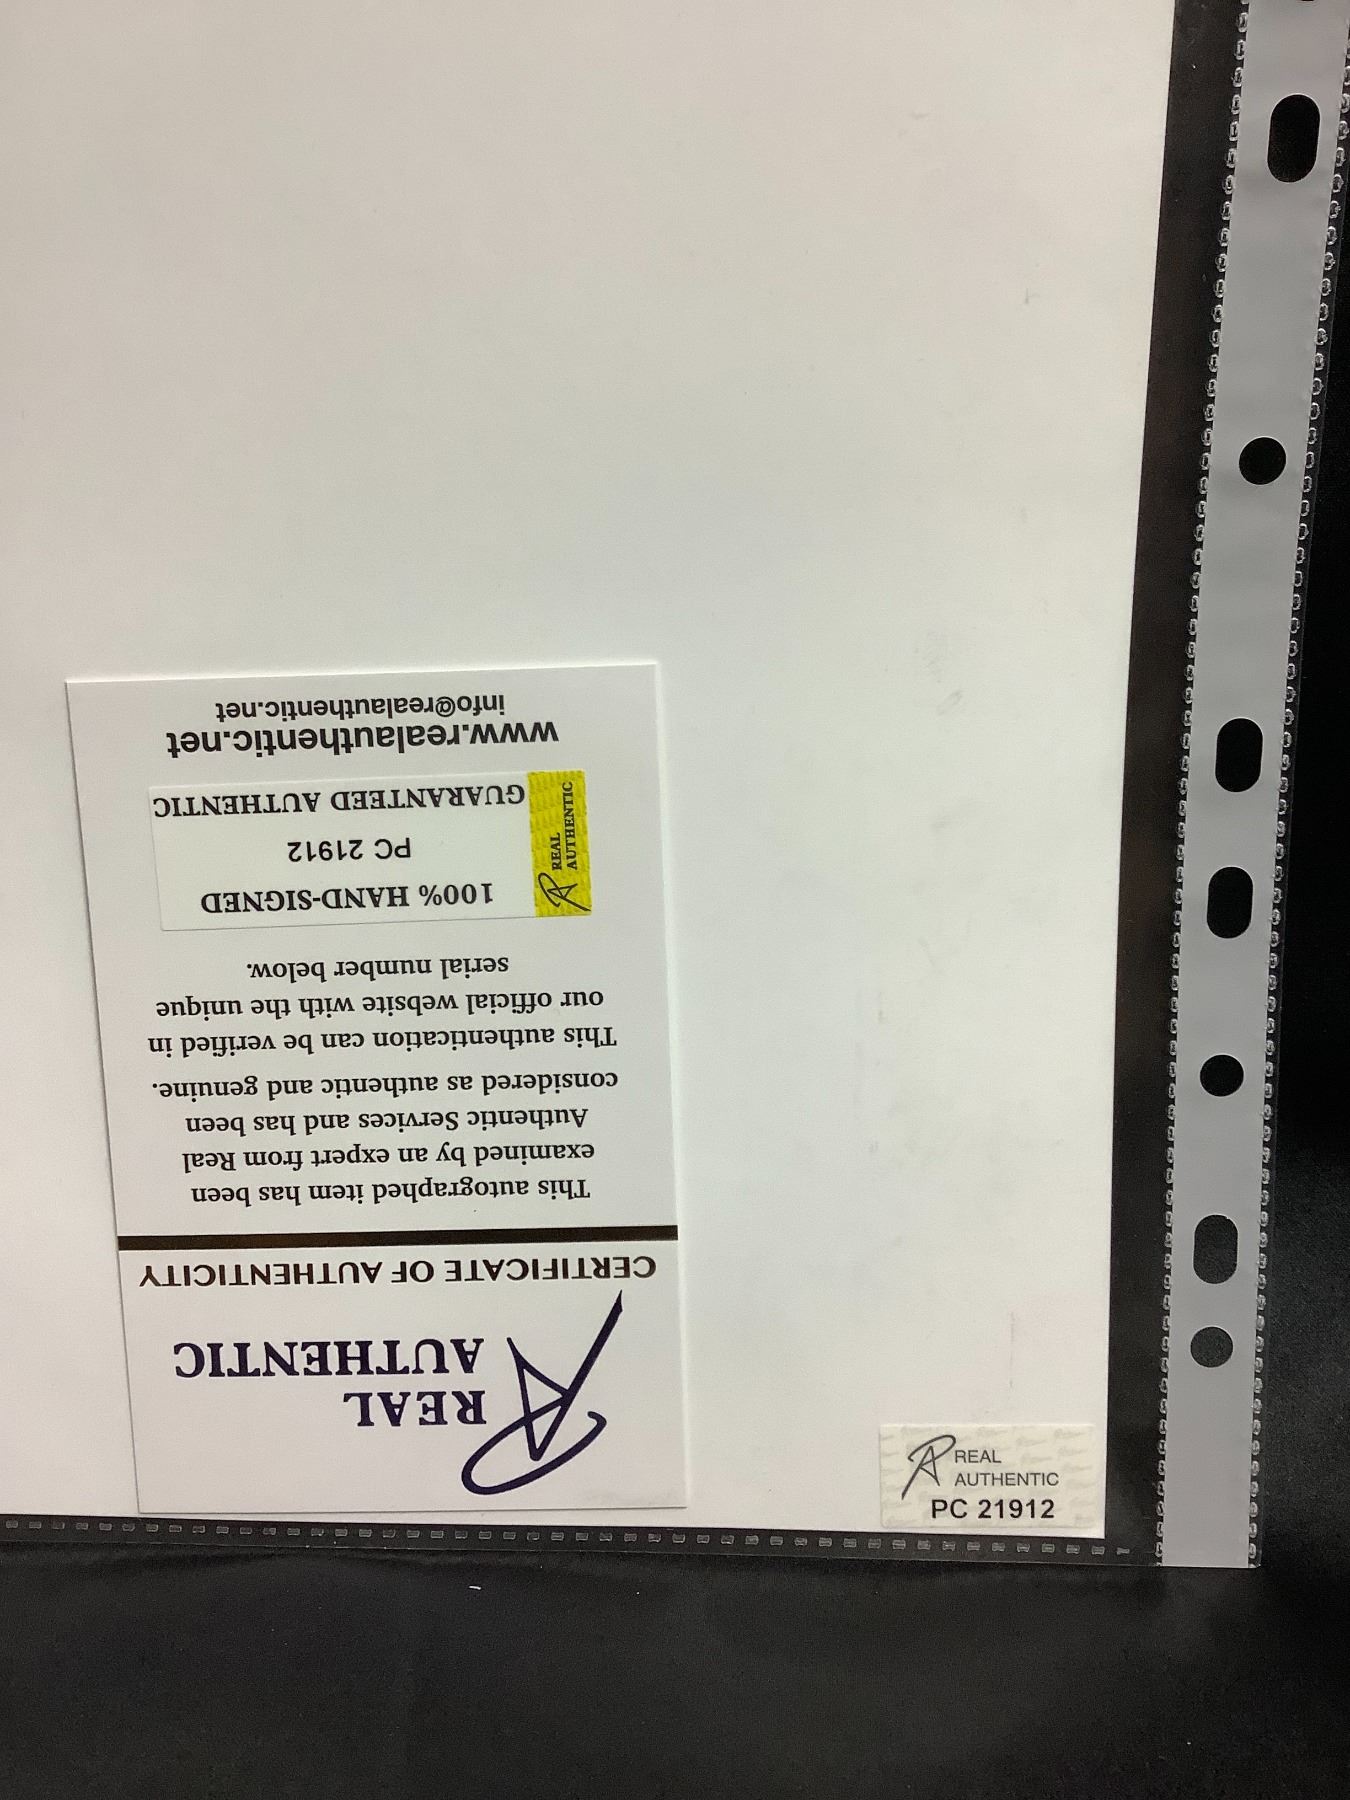 REAL
AUTHENTIC
CERTIFICATE OF AUTHENTICITY
This autographed item has been
examined by an expert from Real
Authentic Services and has been
considered as authentic and genuine.
This authentication can be verified in
our official website with the unique
serial number below.
REAL
AUTHENTIC
100% HAND-SIGNED
PC 21912
GUARANTEED AUTHENTIC
www.realauthentic.net
info@realauthentic.net
REAL
AUTHENTIC
PC 21912